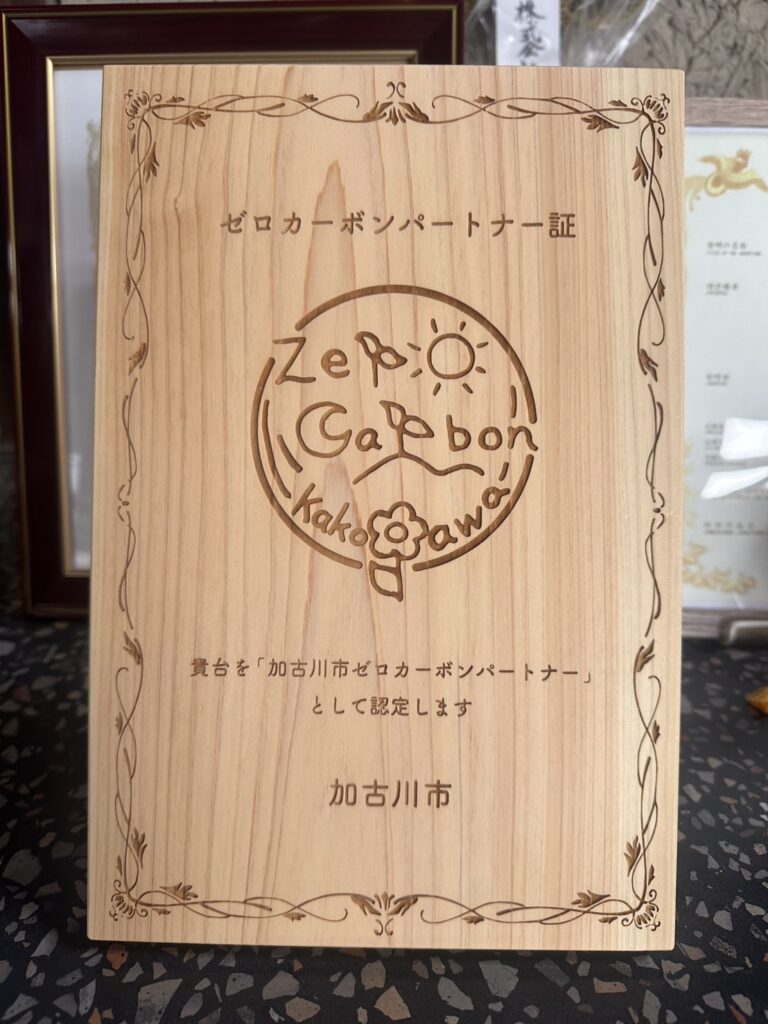 ゼロカーボンパートナー証
Zero
Carbon
Kakogawa
貴台を「加古川市ゼロカーボンパートナー」
として認定します
加古川市